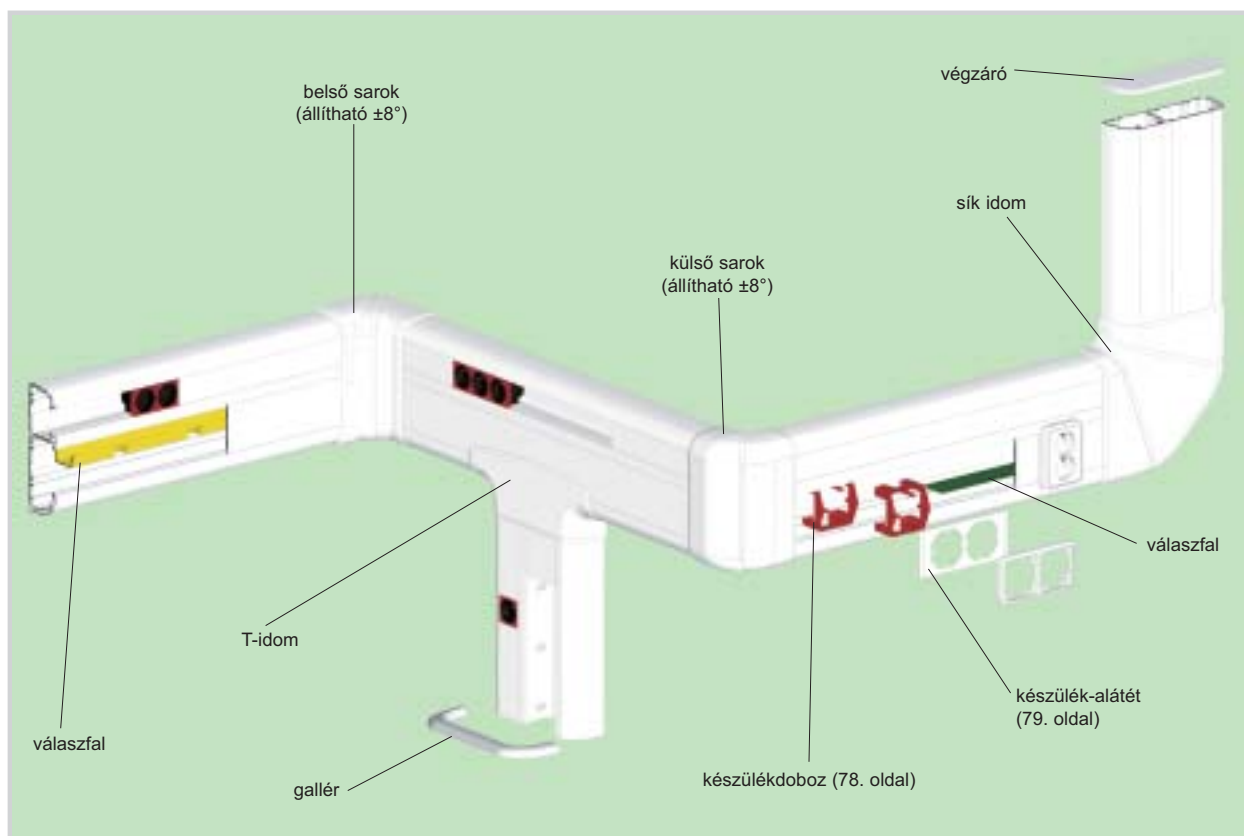 végzáró
belső sarok
(állítható ±8°)
sík idom
külső sarok
(állítható ±8°)
válaszfal
T-idom
készülék-alátét
(79. oldal)
válaszfal
készülékdoboz (78. oldal)
gallér